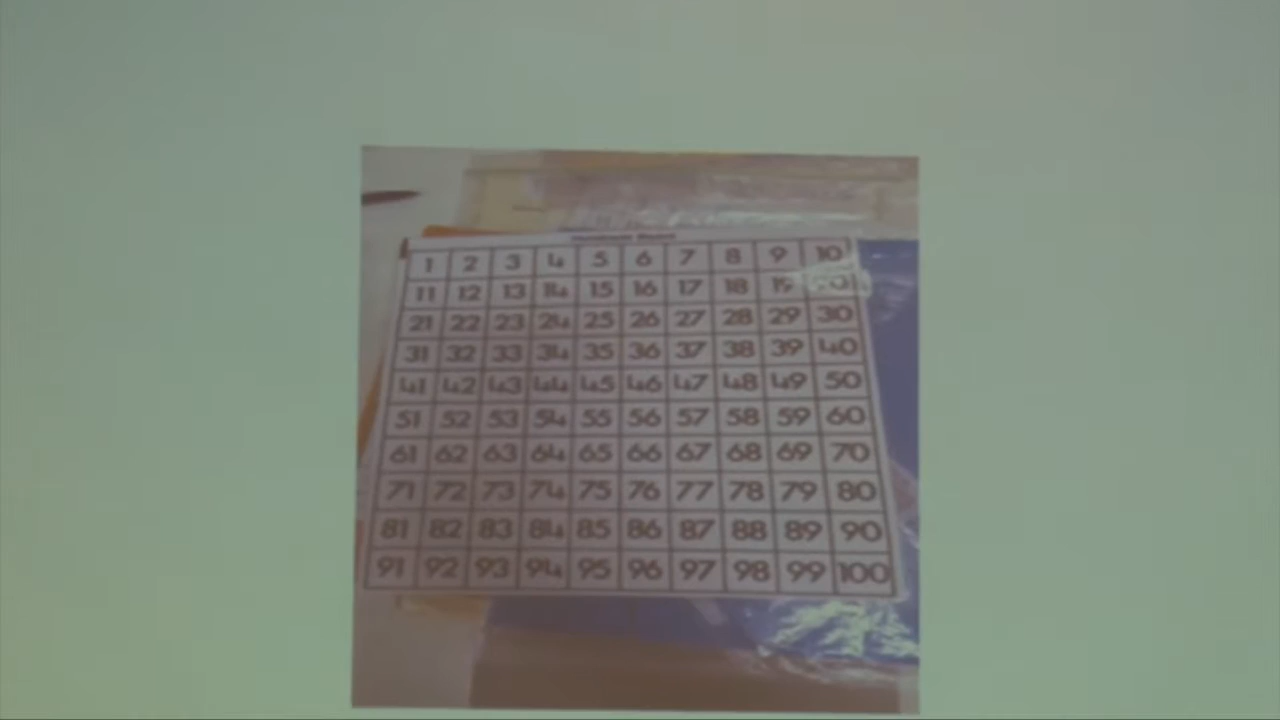 1 2 3 4 5 6 7 8 9 10
11 12 13 14 15 16 17 18 19 20
21 22 23 24 25 26 27 28 29 30
31 32 33 34 35 36 37 38 39 40
41 42 43 44 45 46 47 48 49 50
51 52 53 54 55 56 57 58 59 60
61 62 63 64 65 66 67 68 69 70
71 72 73 74 75 76 77 78 79 80
81 82 83 84 85 86 87 88 89 90
91 92 93 94 95 96 97 98 99 100